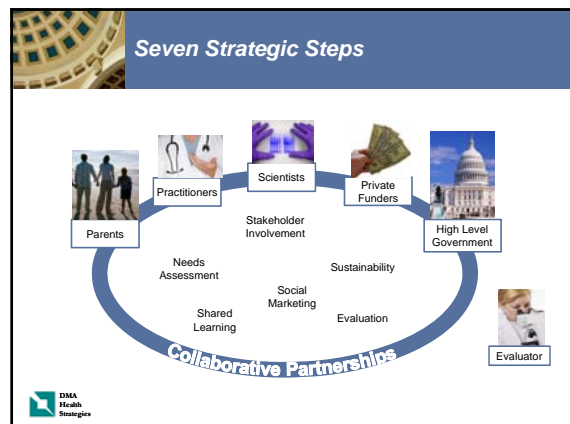 Seven Strategic Steps
Parents
Practitioners
Scientists
Private
Funders
High Level
Government
Stakeholder
Involvement
Needs
Assessment
Sustainability
Social
Marketing
Shared
Learning
Evaluation
Evaluator
Collaborative Partnerships
DMA
Health
Strategies